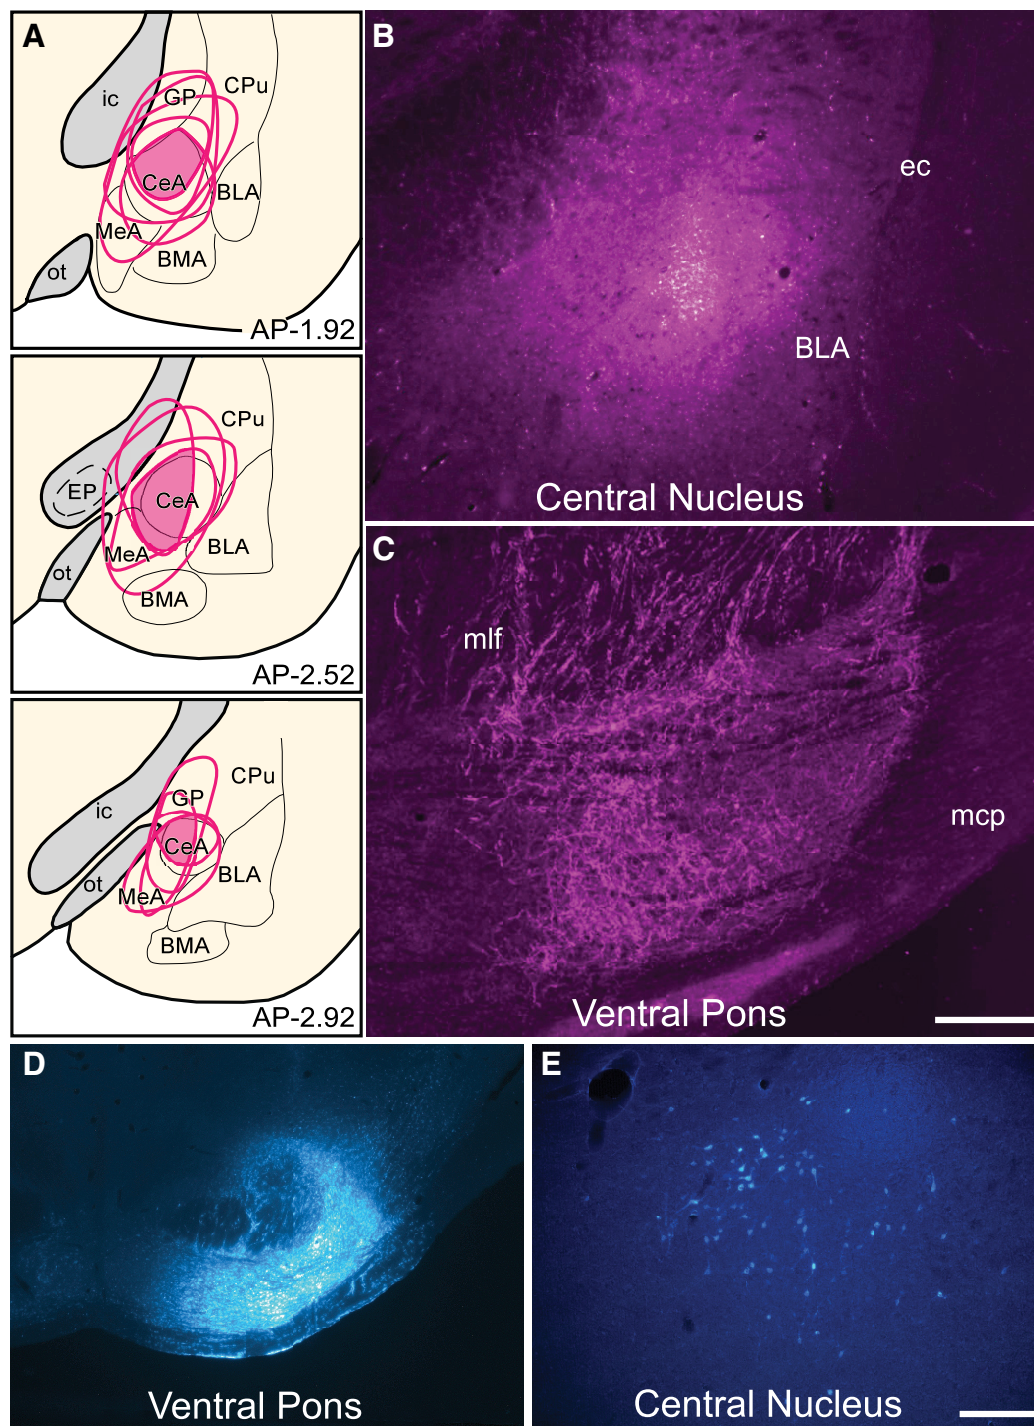 A
ic
GP
CPu
CeA
BLA
MeA
BMA
ot
AP-1.92
CPu
EP
CeA
MeA
BLA
ot
BMA
AP-2.52
CPu
ic
GP
CeA
ot
MeA
BLA
BMA
AP-2.92
B
ec
BLA
Central Nucleus
C
mlf
mcp
Ventral Pons
D
Ventral Pons
E
Central Nucleus